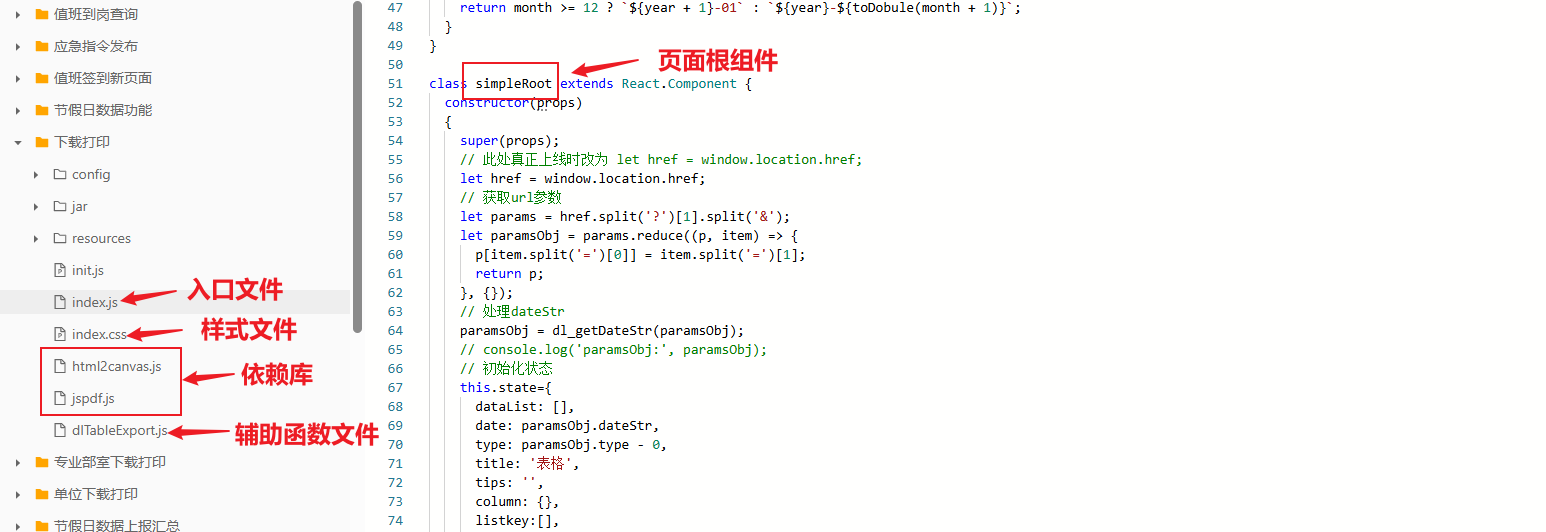 值班到岗查询
应急指令发布
值班签到新页面
节假日数据功能
下载打印
config
jar
resources
init.js
index.js
入口文件
index.css
样式文件
html2canvas.js
依赖库
jspdf.js
dlTableExport.js
辅助函数文件
专业部室下载打印
单位下载打印
节假日数据上报汇总
47 return month >= 12 ? `${year + 1}-01` : `${year}-${toDobule(month + 1)}`;
48 }
49 }
50
页面根组件
51 class simpleRoot extends React.Component {
52 constructor(props)
53 {
54 super(props);
55 // 此处真正上线时改为 let href = window.location.href;
56 let href = window.location.href;
57 // 获取url参数
58 let params = href.split('?')[1].split('&');
59 let paramsObj = params.reduce((p, item) => {
60 p[item.split('=')[0]] = item.split('=')[1];
61 return p;
62 }, {});
63 // 处理dateStr
64 paramsObj = dl_getDateStr(paramsObj);
65 // console.log('paramsObj:', paramsObj);
66 // 初始化状态
67 this.state={
68 dataList: [],
69 date: paramsObj.dateStr,
70 type: paramsObj.type - 0,
71 title: '表格',
72 tips: '',
73 column: {},
74 listkey:[],